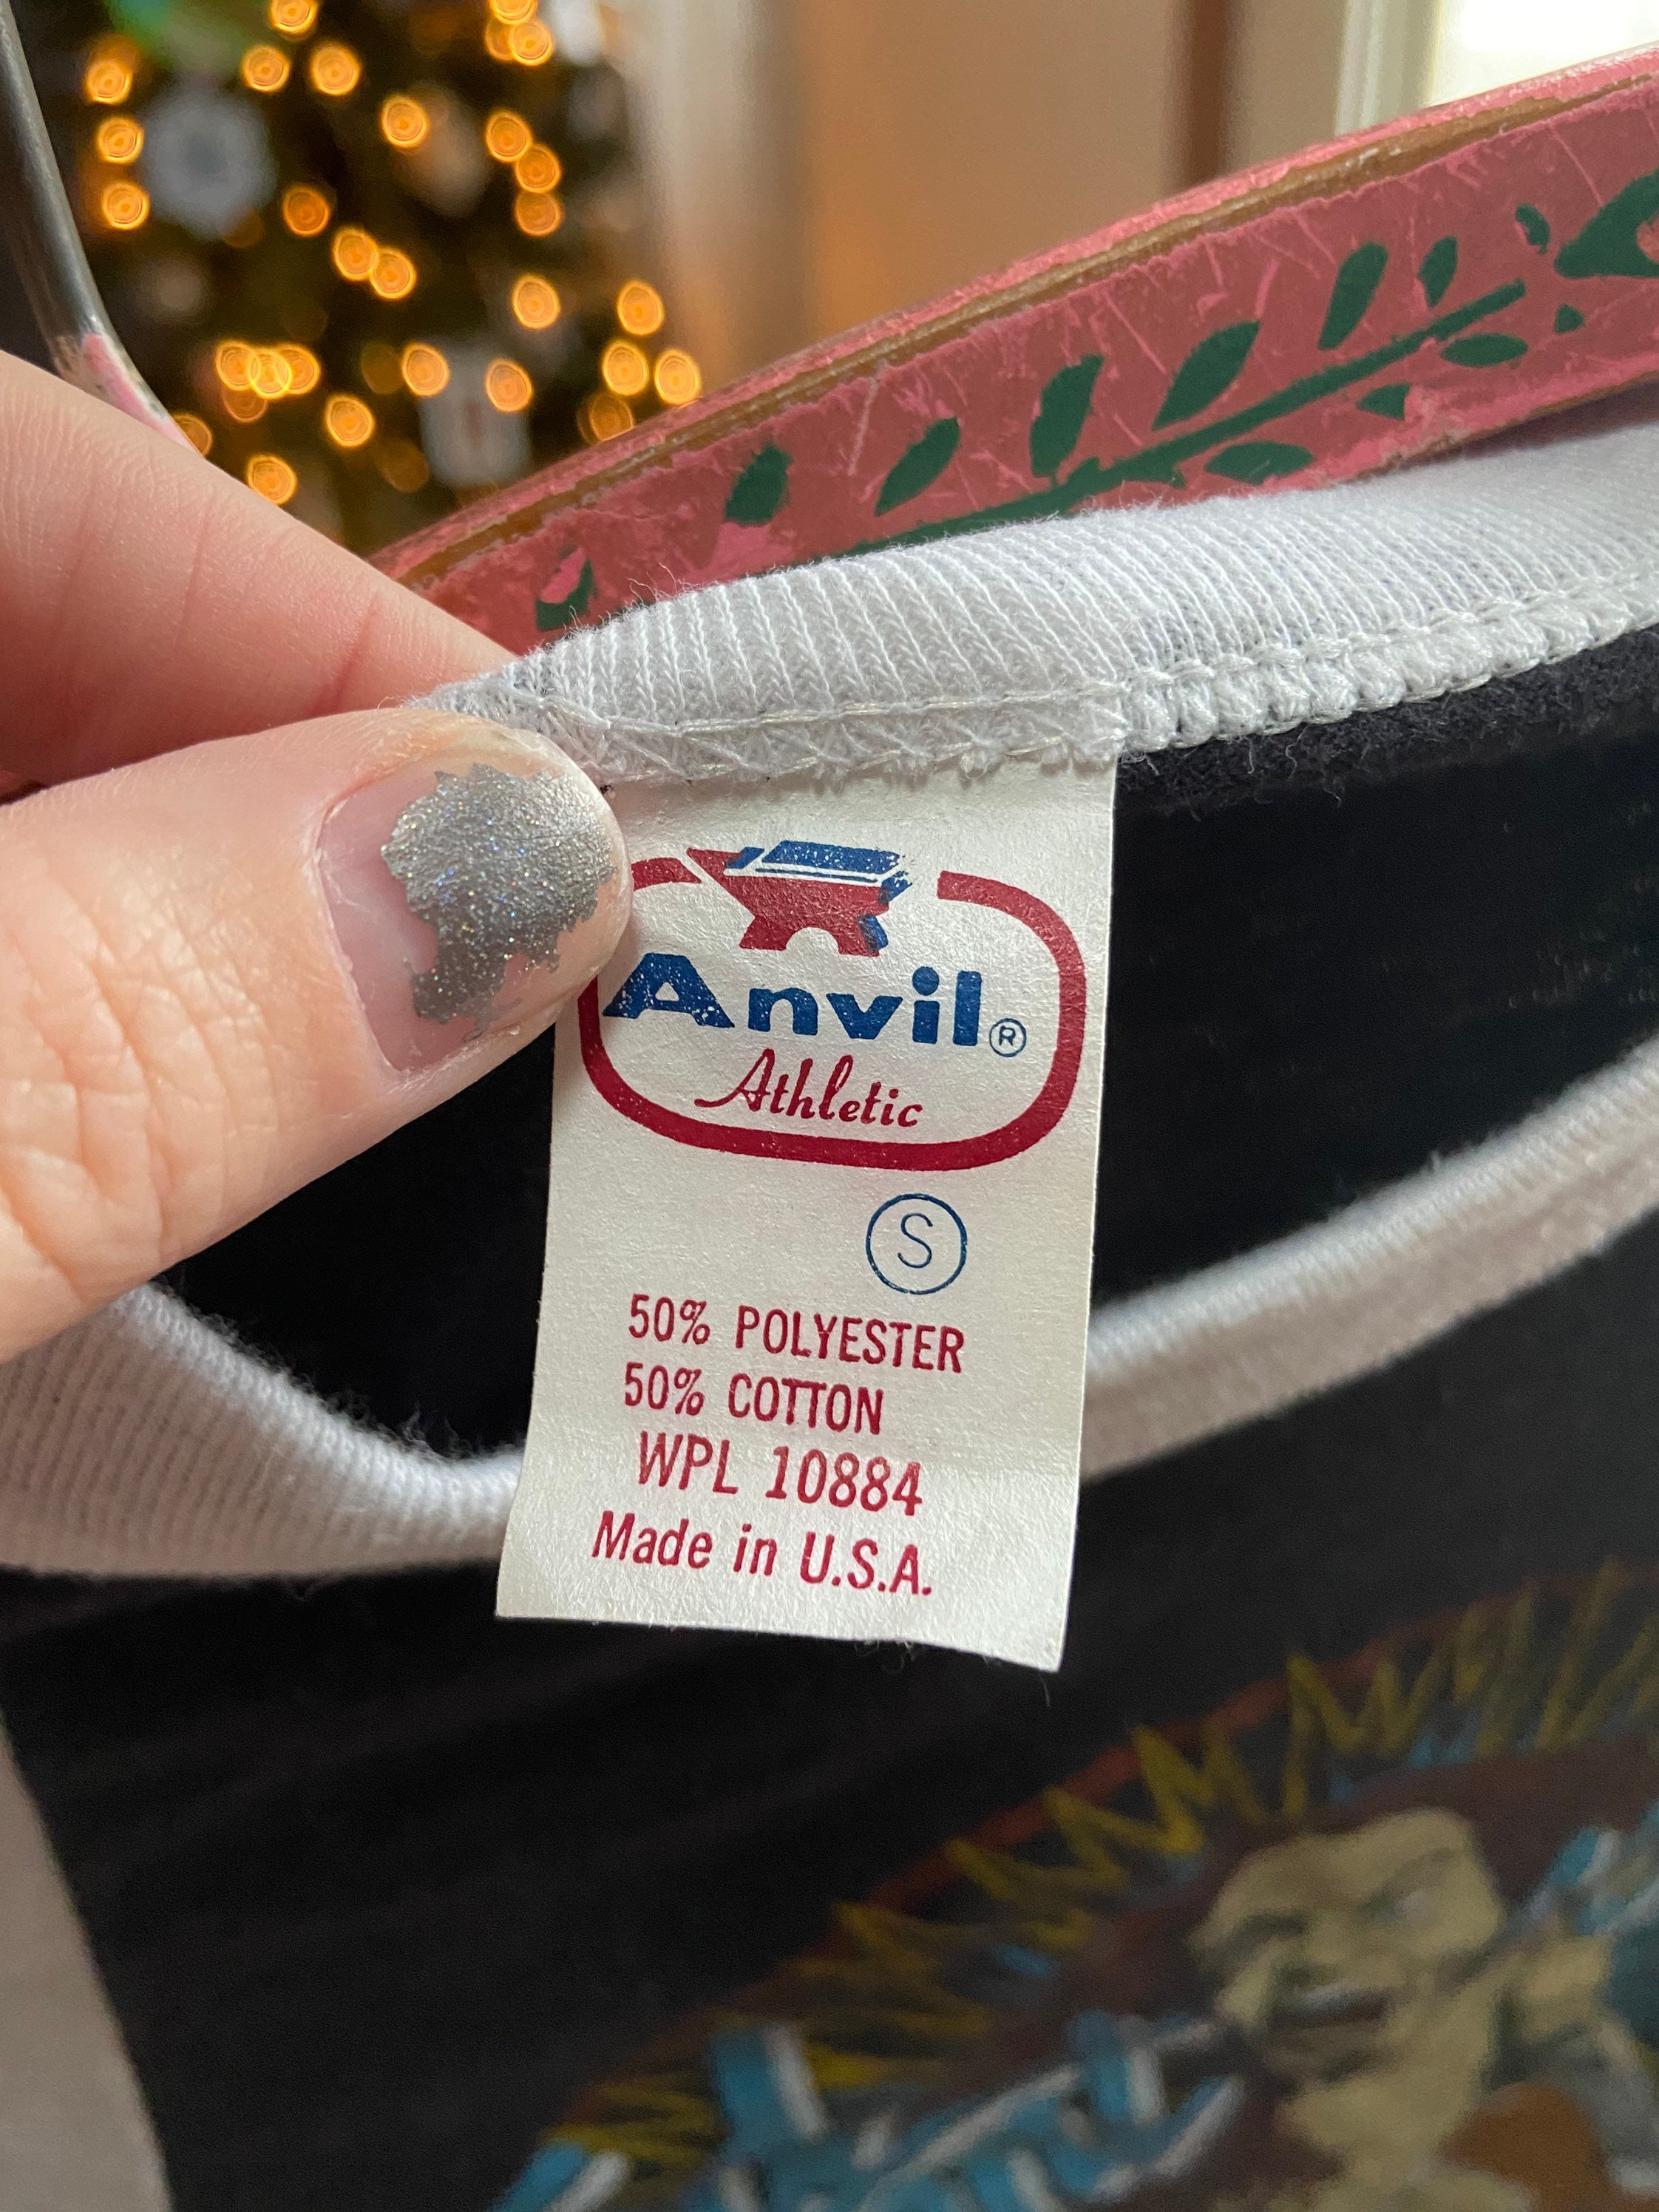 Anvil®
Athletic
S
50% POLYESTER
50% COTTON
WPL 10884
Made in U.S.A.